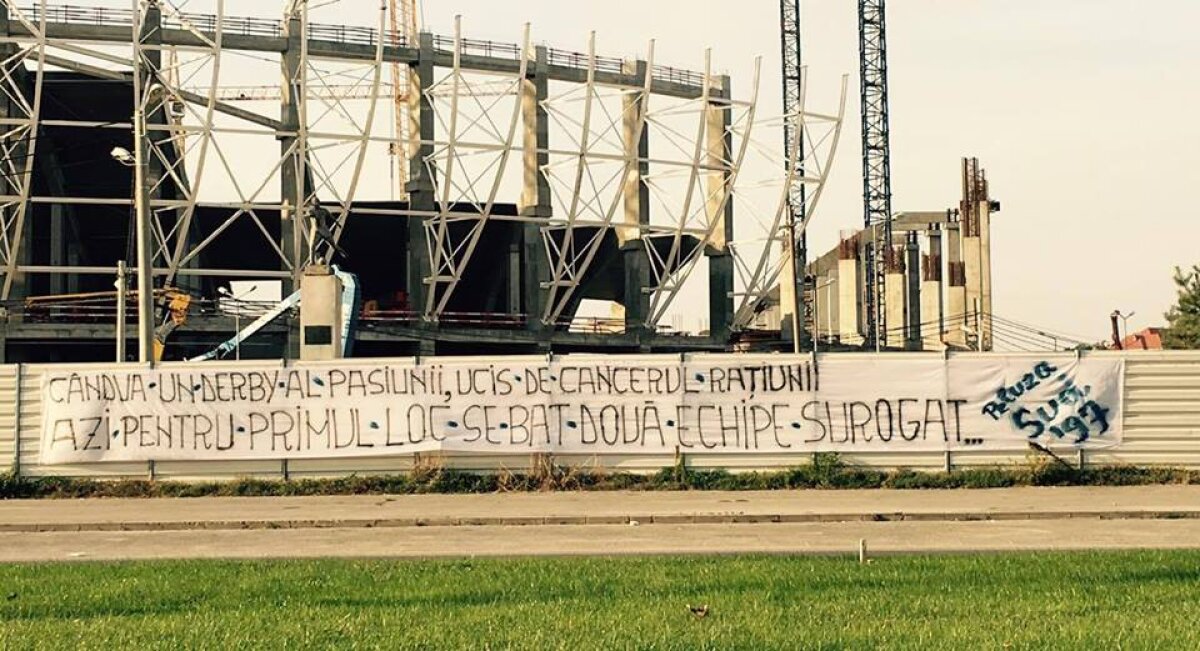 CÂNDVA·UN·DERBY·AL·PASIUNII, UCIS·DE·CANCERUL·RAȚIUNII
AZI·PENTRU·PRIMUL·LOC·SE·BAT·DOUĂ·ECHIPE·SUROGAT...
Peluza
Sud
'97